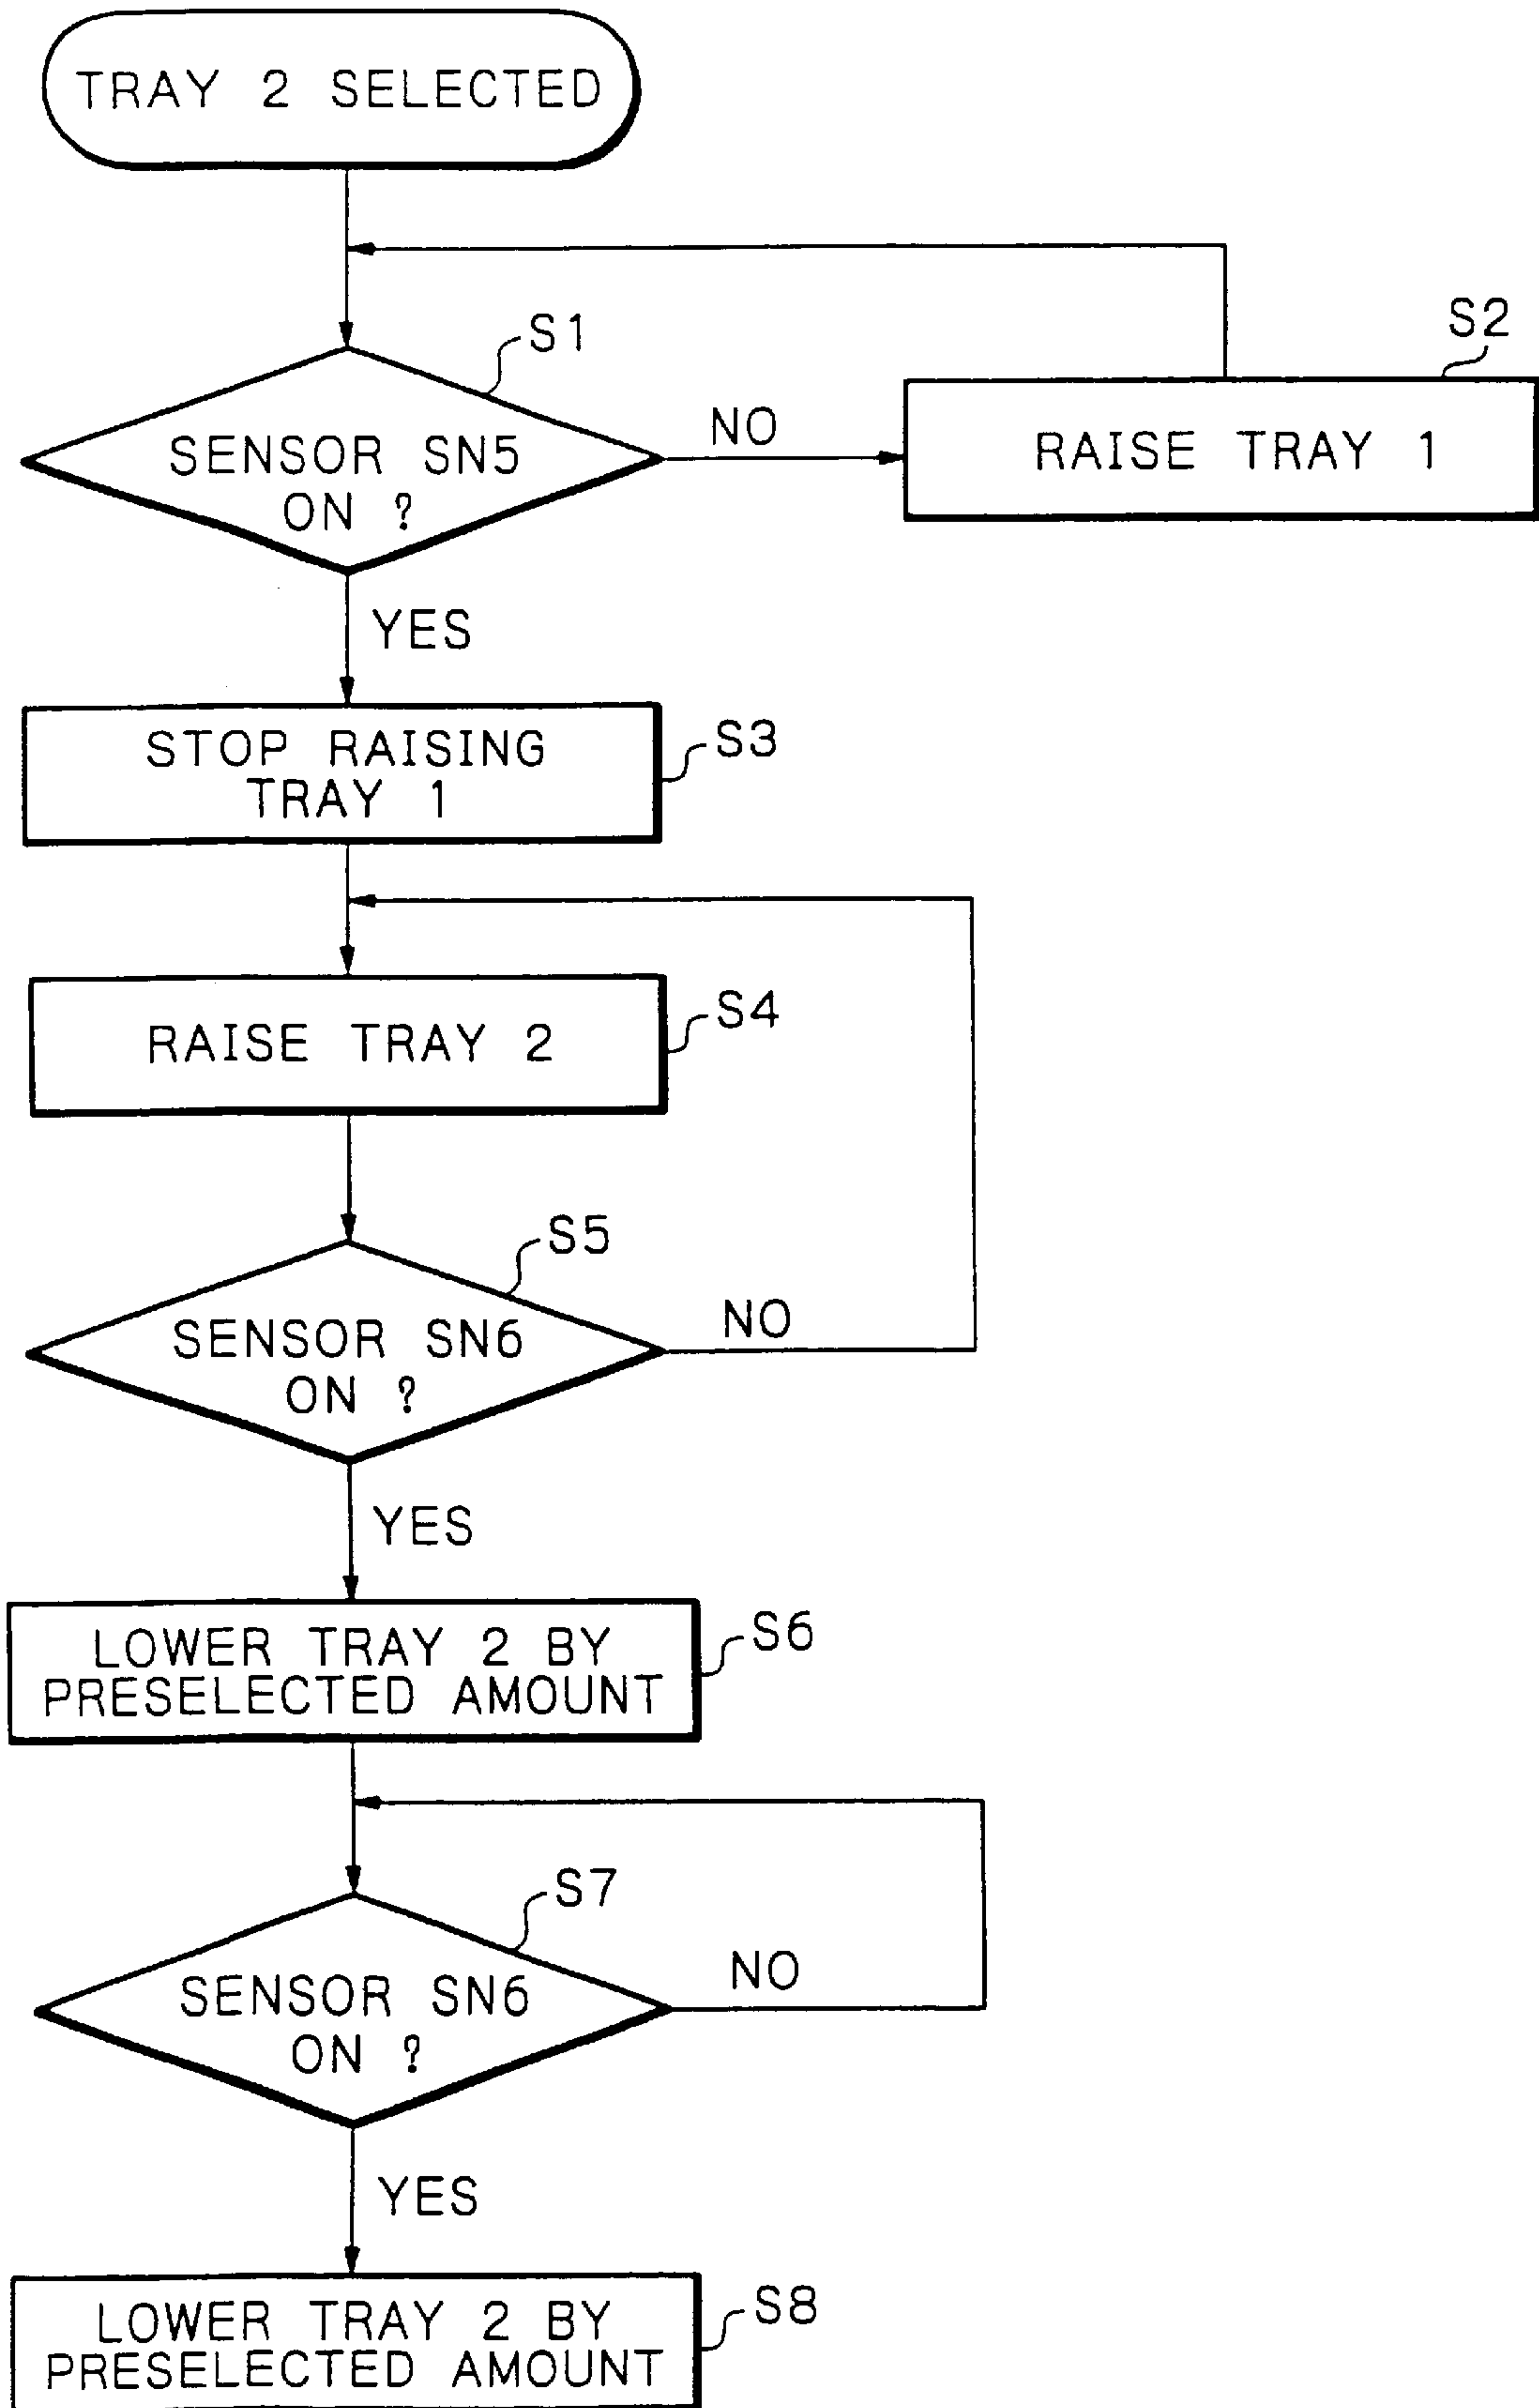 TRAY 2 SELECTED
S1
S2
SENSOR SN5
ON ?
NO
RAISE TRAY 1
YES
STOP RAISING
TRAY 1
S3
RAISE TRAY 2
S4
S5
SENSOR SN6
ON ?
NO
YES
LOWER TRAY 2 BY
PRESELECTED AMOUNT
S6
S7
SENSOR SN6
ON ?
NO
YES
LOWER TRAY 2 BY
PRESELECTED AMOUNT
S8